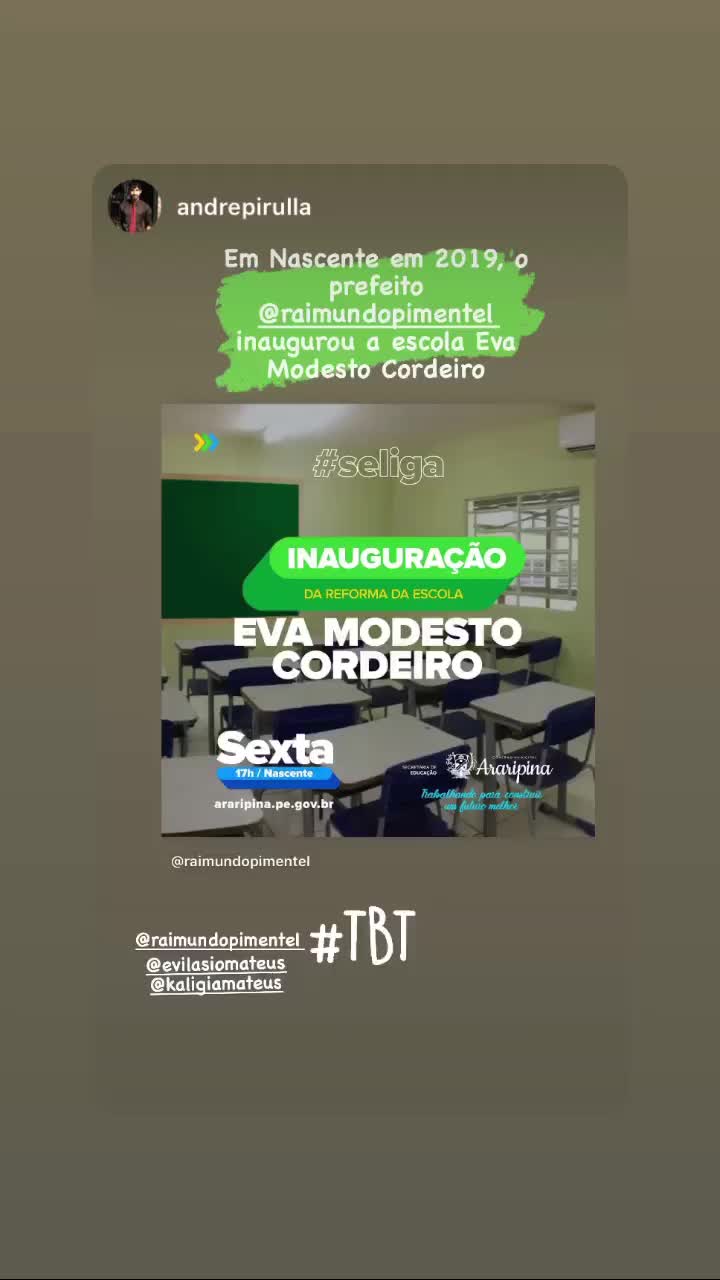 andrepirulla
Em Nascente em 2019, o
prefeito
@raimundopimentel
inaugurou a escola Eva
Modesto Cordeiro
#seliga
INAUGURAÇÃO
DA REFORMA DA ESCOLA
EVA MODESTO
CORDEIRO
Sexta
17h / Nascente
araripina.pe.gov.br
SECRETARIA DE
EDUCAÇÃO
GOVERNO MUNICIPAL
Araripina
Trabalhando para construir
um futuro melhor
@raimundopimentel
@raimundopimentel
#TBT
@evilasiomateus
@kaligiamateus